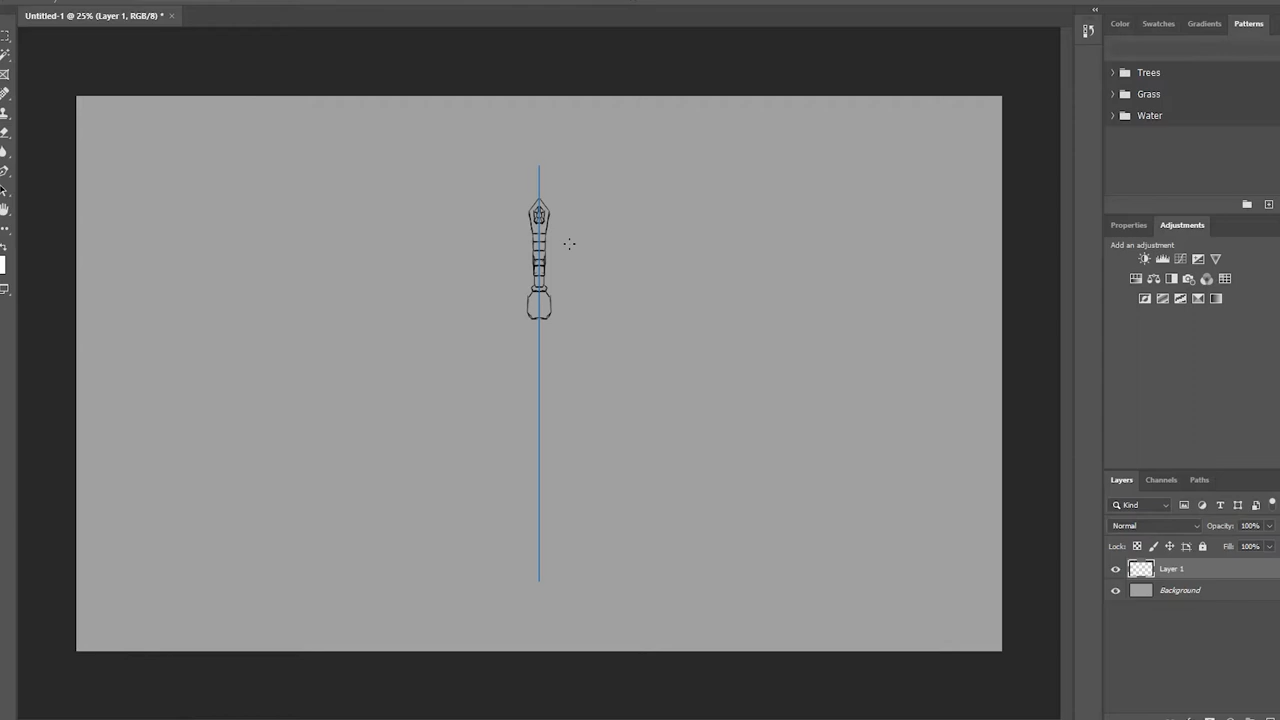 Untitled-1 @ 25% (Layer 1, RGB/8) *
Color Swatches Gradients Patterns
Trees
Grass
Water
Properties Adjustments
Add an adjustment
Layers Channels Paths
Kind
Normal Opacity: 100%
Lock: Fill: 100%
Layer 1
Background